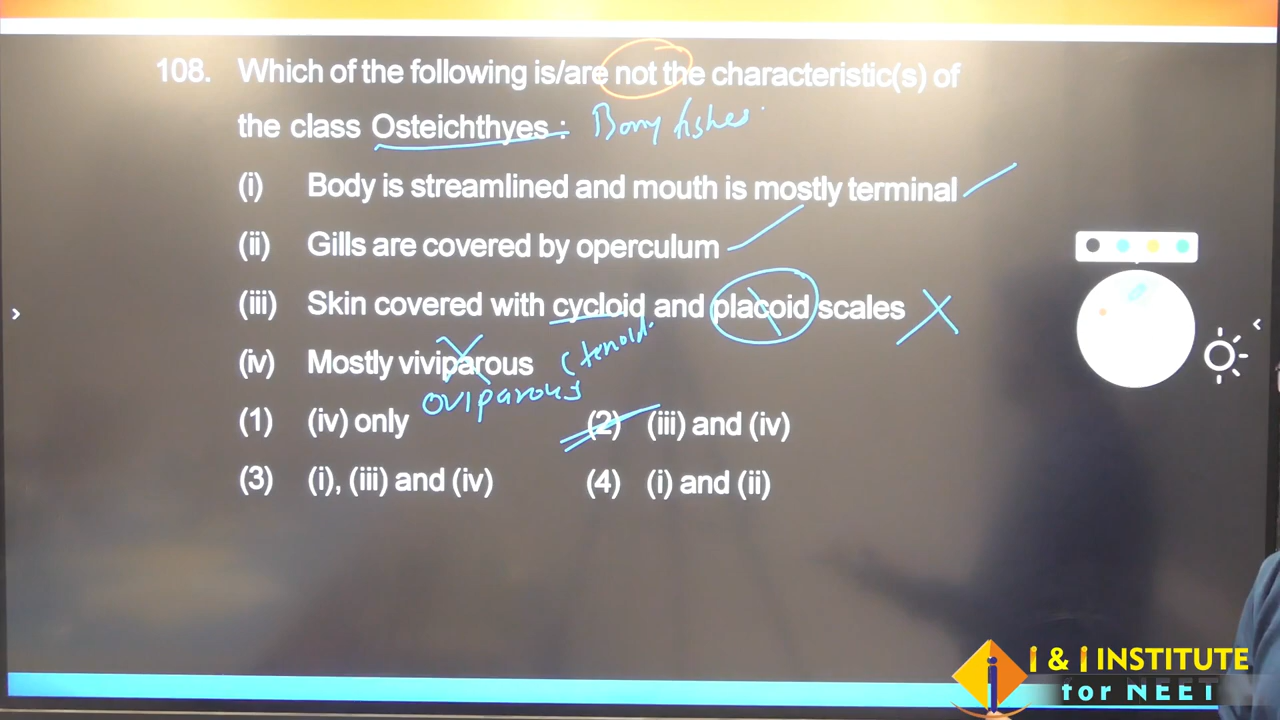 108. Which of the following is/are not the characteristic(s) of
the class Osteichthyes : Bony fishes
(i) Body is streamlined and mouth is mostly terminal
(ii) Gills are covered by operculum
(iii) Skin covered with cycloid and placoid scales
(iv) Mostly viviparous ctenoid
oviparous
(1) (iv) only (2) (iii) and (iv)
(3) (i), (iii) and (iv) (4) (i) and (ii)
i & i INSTITUTE
for NEET